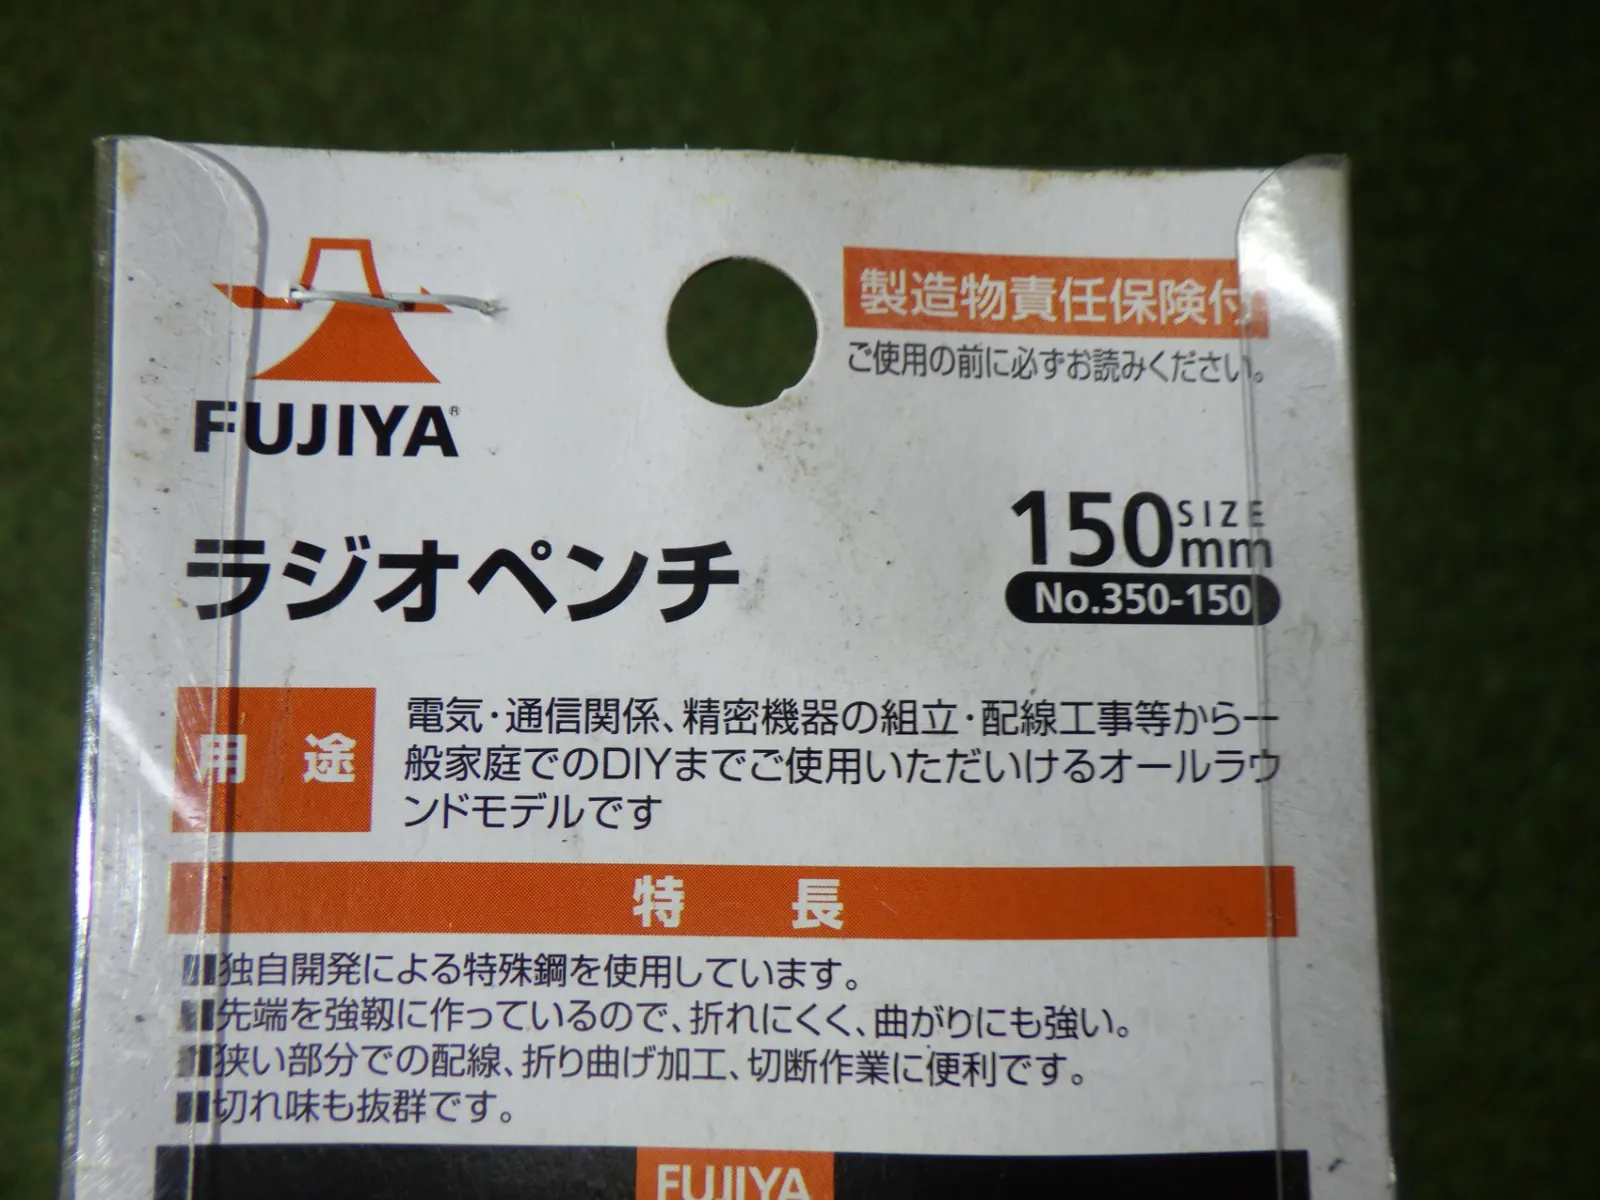 製造物責任保険付
ご使用の前に必ずお読みください。
FUJIYA®
ラジオペンチ
150 SIZE mm
No.350-150
用途
電気・通信関係、精密機器の組立・配線工事等から一
般家庭でのDIYまでご使用いただいけるオールラウ
ンドモデルです
特長
■独自開発による特殊鋼を使用しています。
■先端を強靱に作っているので、折れにくく、曲がりにも強い。
■狭い部分での配線、折り曲げ加工、切断作業に便利です。
■切れ味も抜群です。
FUJIYA